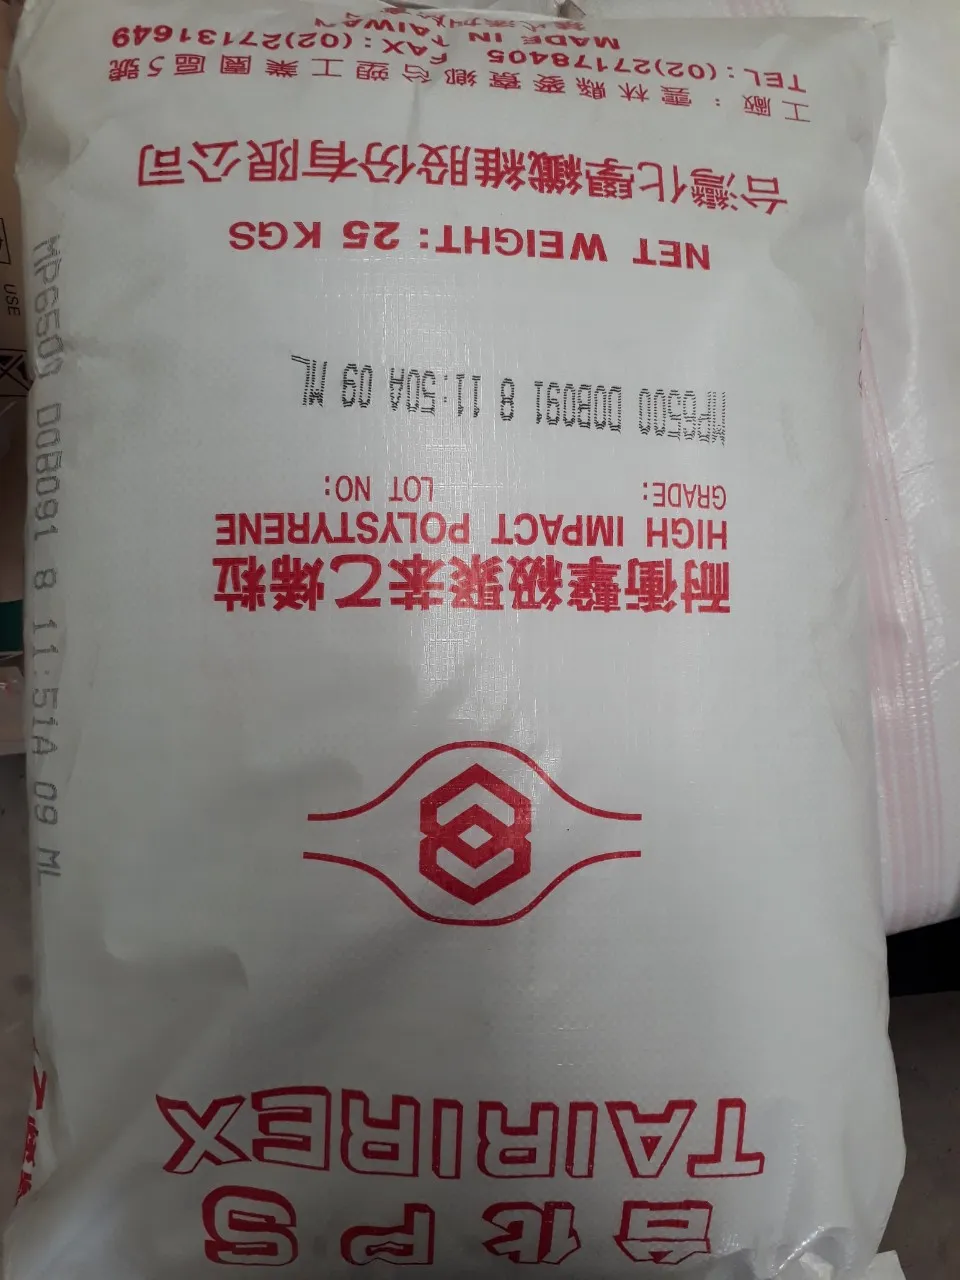 台化PS
TAIRIREX
耐衝擊級聚苯乙烯粒
HIGH IMPACT POLYSTYRENE
GRADE: LOT NO:
MP6500 D0B091 8 11:50A 09 ML
NET WEIGHT: 25 KGS
台灣化學纖維股份有限公司
工廠:雲林縣麥寮鄉台塑工業園區5號
TEL:(02)27178405 FAX:(02)27131649
MADE IN TAIWAN
MP6500 D0B091 8 11:51A 09 ML
USE